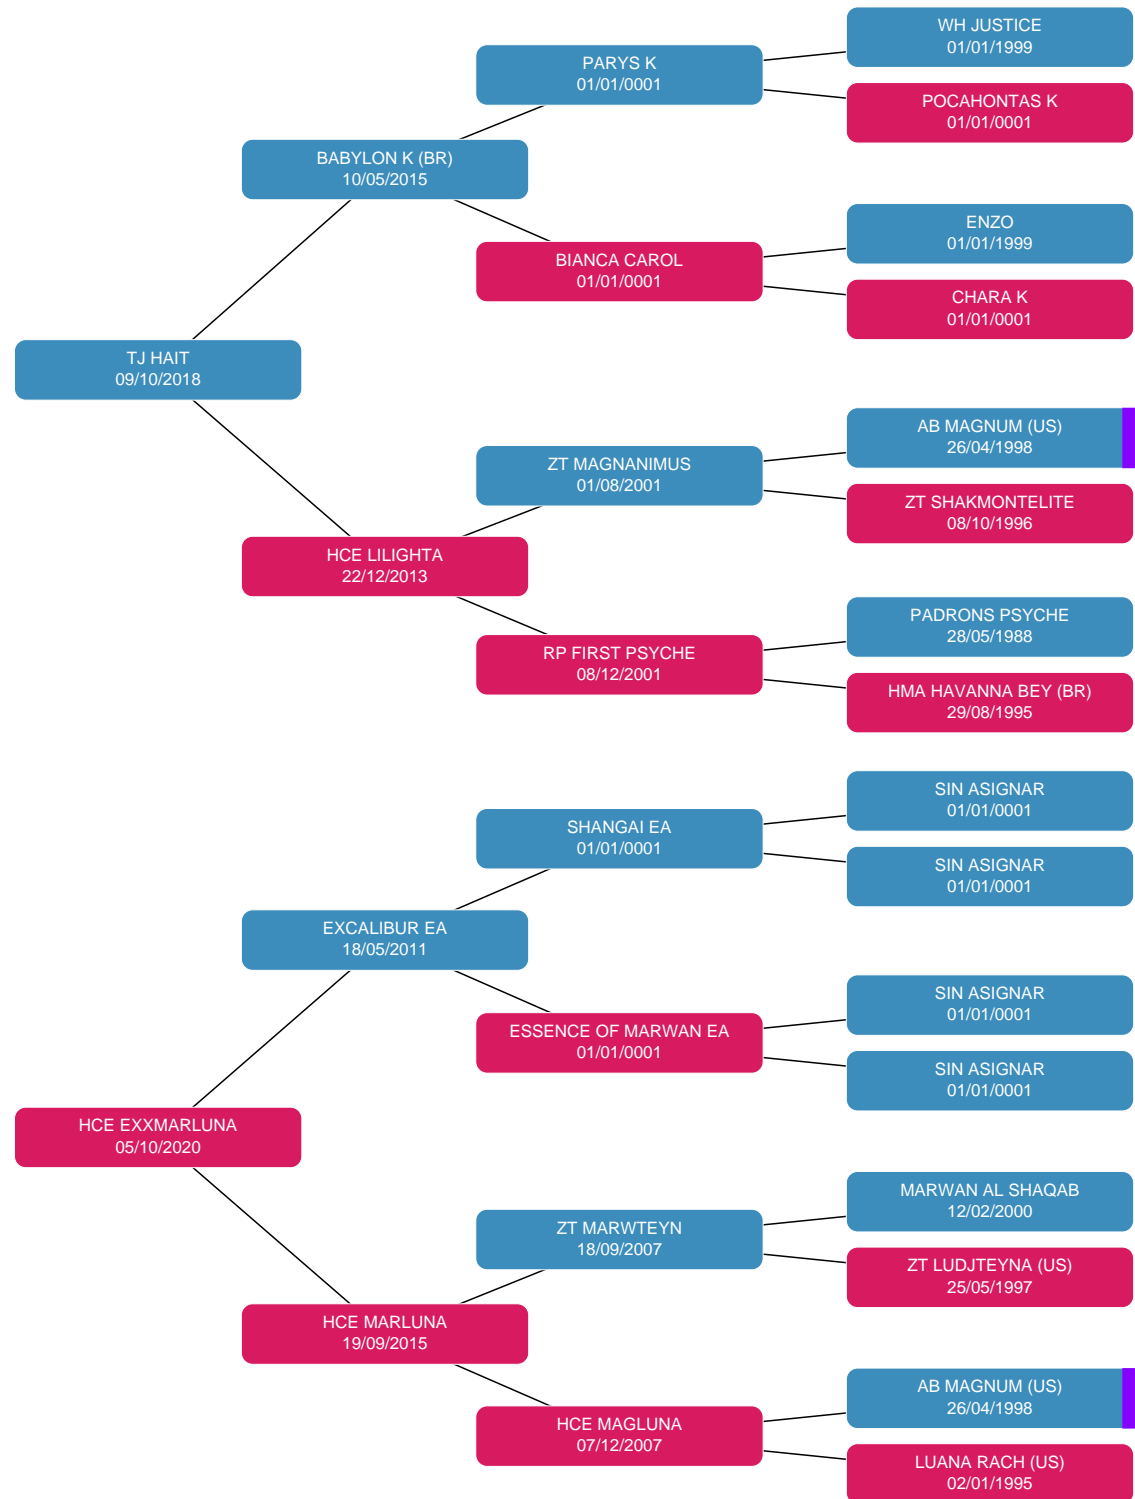 WH JUSTICE
01/01/1999
PARYS K
01/01/0001
POCAHONTAS K
01/01/0001
BABYLON K (BR)
10/05/2015
ENZO
01/01/1999
BIANCA CAROL
01/01/0001
CHARA K
01/01/0001
TJ HAIT
09/10/2018
AB MAGNUM (US)
26/04/1998
ZT MAGNANIMUS
01/08/2001
ZT SHAKMONTELITE
08/10/1996
HCE LILIGHTA
22/12/2013
PADRONS PSYCHE
28/05/1988
RP FIRST PSYCHE
08/12/2001
HMA HAVANNA BEY (BR)
29/08/1995
SIN ASIGNAR
01/01/0001
SHANGAI EA
01/01/0001
SIN ASIGNAR
01/01/0001
EXCALIBUR EA
18/05/2011
SIN ASIGNAR
01/01/0001
ESSENCE OF MARWAN EA
01/01/0001
SIN ASIGNAR
01/01/0001
HCE EXXMARLUNA
05/10/2020
MARWAN AL SHAQAB
12/02/2000
ZT MARWTEYN
18/09/2007
ZT LUDJTEYNA (US)
25/05/1997
HCE MARLUNA
19/09/2015
AB MAGNUM (US)
26/04/1998
HCE MAGLUNA
07/12/2007
LUANA RACH (US)
02/01/1995